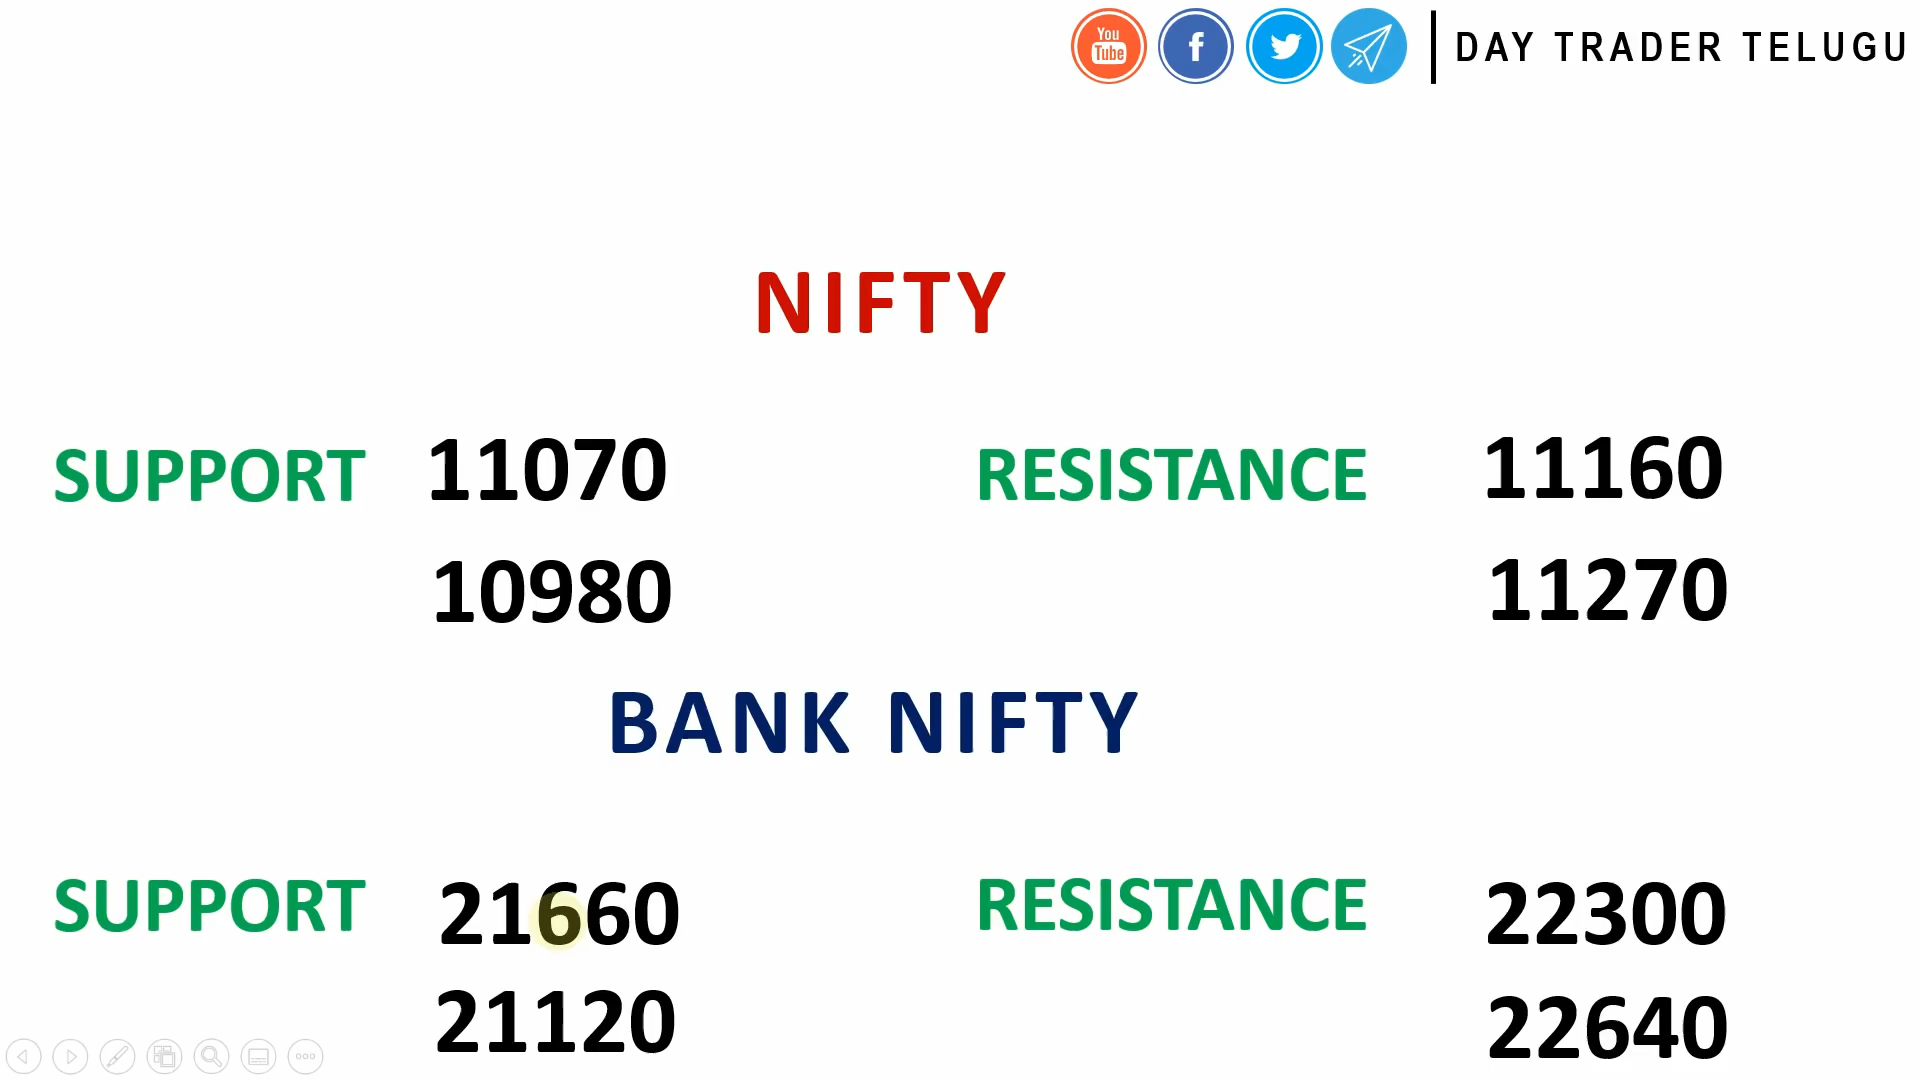 You
Tube
f
DAY TRADER TELUGU
NIFTY
SUPPORT 11070 RESISTANCE 11160
10980 11270
BANK NIFTY
SUPPORT 21660 RESISTANCE 22300
21120 22640